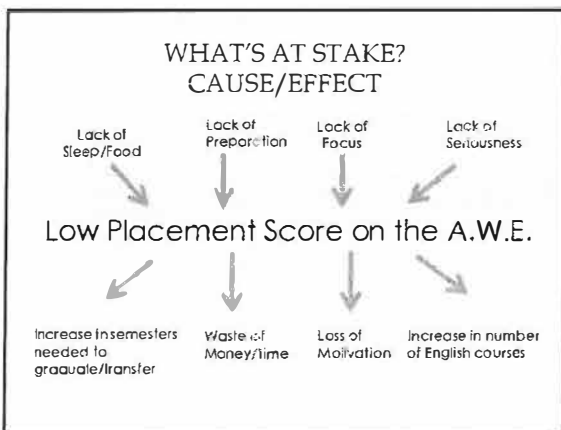 WHAT'S AT STAKE?
CAUSE/EFFECT
Lack of
Sleep/Food
Lack of
Preparation
Lack of
Focus
Lack of
Seriousness
Low Placement Score on the A.W.E.
Increase in semesters
needed to
graduate/transfer
Waste of
Money/Time
Loss of
Motivation
Increase in number
of English courses